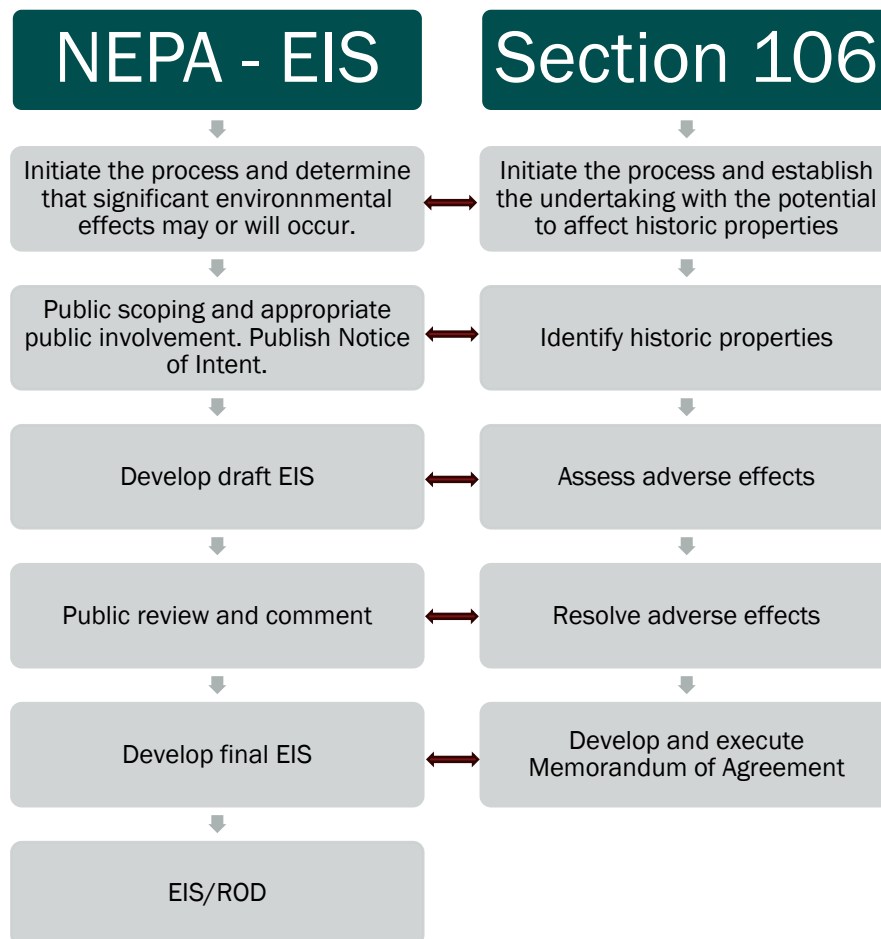 NEPA - EIS
Section 106
Initiate the process and determine
that significant environnmental
effects may or will occur.
Initiate the process and establish
the undertaking with the potential
to affect historic properties
Public scoping and appropriate
public involvement. Publish Notice
of Intent.
Identify historic properties
Develop draft EIS
Assess adverse effects
Public review and comment
Resolve adverse effects
Develop final EIS
Develop and execute
Memorandum of Agreement
EIS/ROD